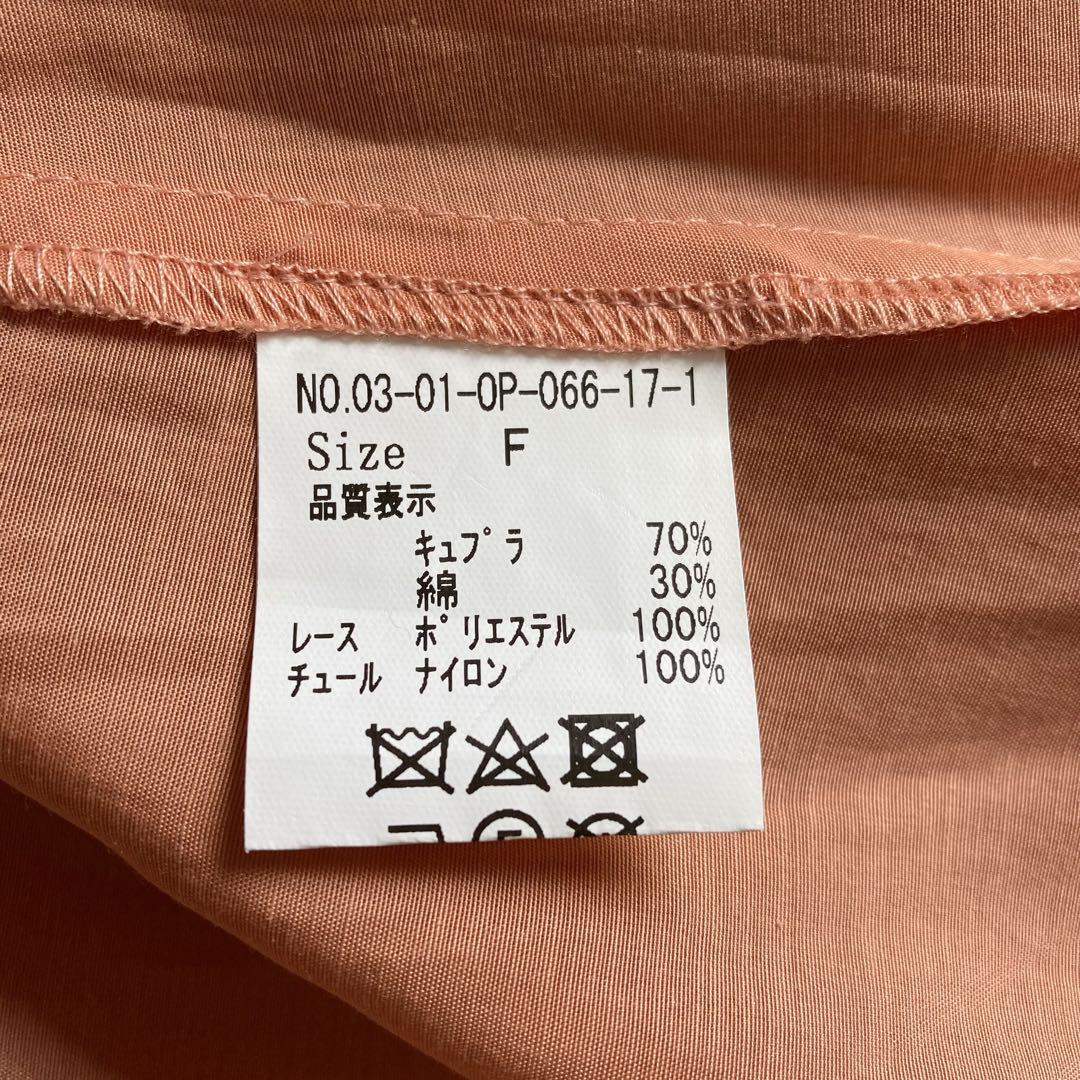 NO.03-01-OP-066-17-1
Size F
品質表示
キュプラ 70%
綿 30%
レース ポリエステル 100%
チュール ナイロン 100%